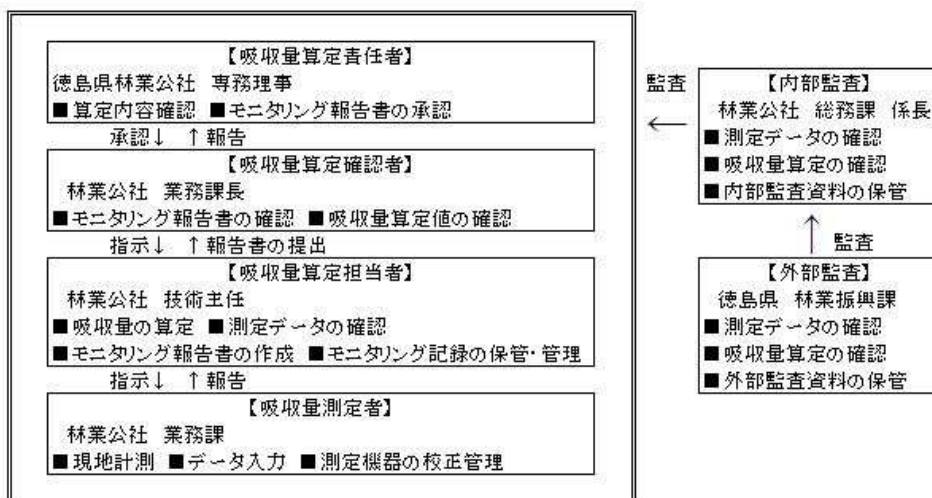 【吸収量算定責任者】
徳島県林業公社 専務理事
■算定内容確認 ■モニタリング報告書の承認
承認↓ ↑報告
【吸収量算定確認者】
林業公社 業務課長
■モニタリング報告書の確認 ■吸収量算定値の確認
指示↓ ↑報告書の提出
【吸収量算定担当者】
林業公社 技術主任
■吸収量の算定 ■測定データの確認
■モニタリング報告書の作成 ■モニタリング記録の保管・管理
指示↓ ↑報告
【吸収量測定者】
林業公社 業務課
■現地計測 ■データ入力 ■測定機器の校正管理
監査
←
【内部監査】
林業公社 総務課 係長
■測定データの確認
■吸収量算定の確認
■内部監査資料の保管
↑ 監査
【外部監査】
徳島県 林業振興課
■測定データの確認
■吸収量算定の確認
■外部監査資料の保管